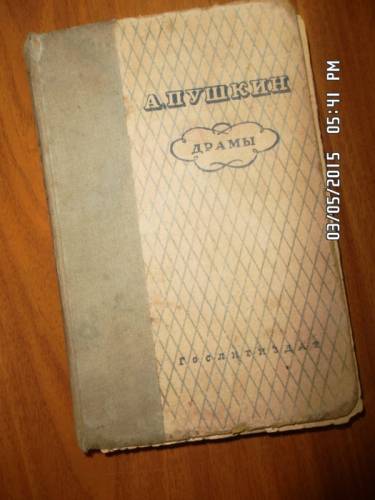 А. ПУШКИН
ДРАМЫ
ГОСЛИТИЗДАТ
03/05/2015 05:41 PM